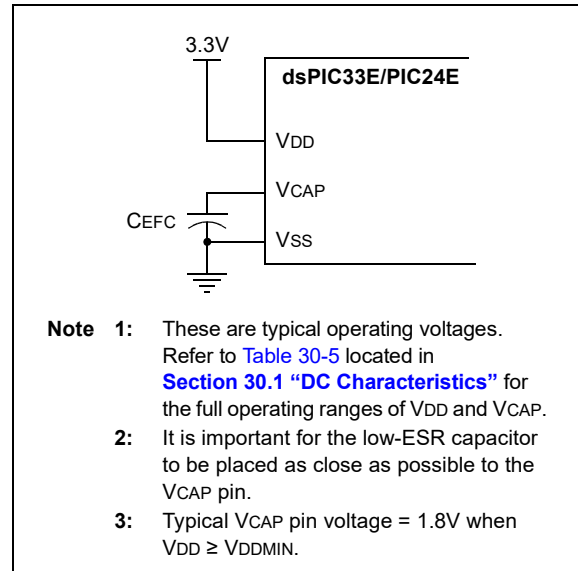 3.3V
dsPIC33E/PIC24E
VDD
VCAP
CEFC
VSS
Note 1: These are typical operating voltages.
Refer to Table 30-5 located in
Section 30.1 “DC Characteristics” for
the full operating ranges of VDD and VCAP.
2: It is important for the low-ESR capacitor
to be placed as close as possible to the
VCAP pin.
3: Typical VCAP pin voltage = 1.8V when
VDD ≥ VDDMIN.